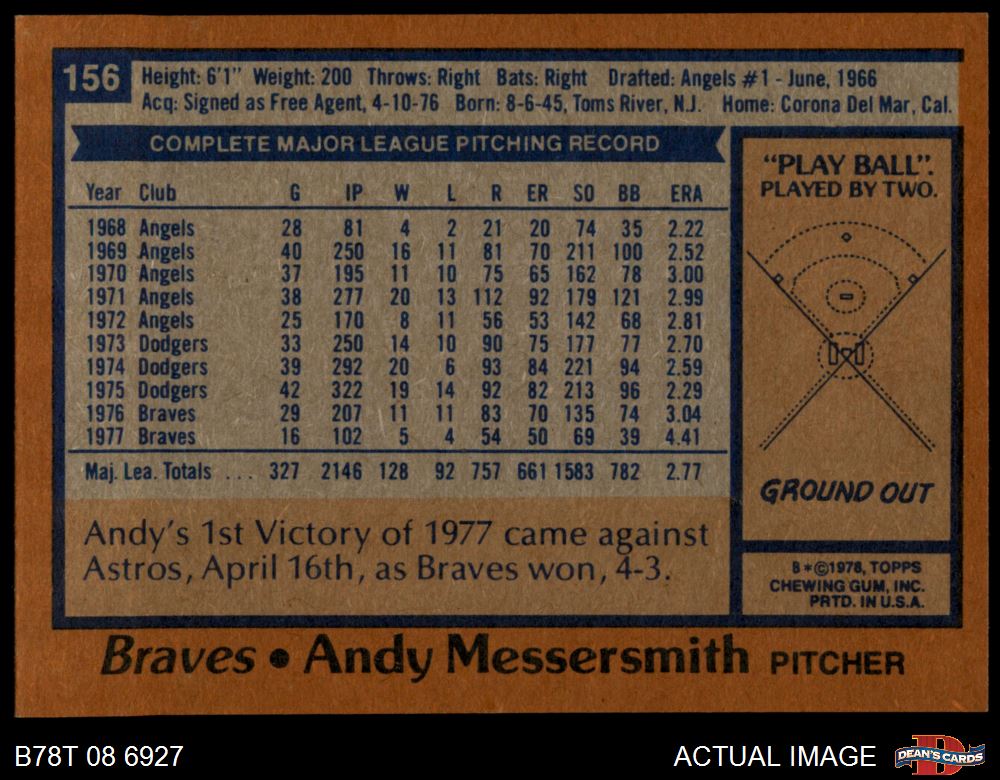 156
Height: 6'1" Weight: 200 Throws: Right Bats: Right Drafted: Angels #1 - June, 1966
Acq: Signed as Free Agent, 4-10-76 Born: 8-6-45, Toms River, N.J. Home: Corona Del Mar, Cal.
COMPLETE MAJOR LEAGUE PITCHING RECORD
Year Club G IP W L R ER SO BB ERA
1968 Angels 28 81 4 2 21 20 74 35 2.22
1969 Angels 40 250 16 11 81 70 211 100 2.52
1970 Angels 37 195 11 10 75 65 162 78 3.00
1971 Angels 38 277 20 13 112 92 179 121 2.99
1972 Angels 25 170 8 11 56 53 142 68 2.81
1973 Dodgers 33 250 14 10 90 75 177 77 2.70
1974 Dodgers 39 292 20 6 93 84 221 94 2.59
1975 Dodgers 42 322 19 14 92 82 213 96 2.29
1976 Braves 29 207 11 11 83 70 135 74 3.04
1977 Braves 16 102 5 4 54 50 69 39 4.41
Maj. Lea. Totals ... 327 2146 128 92 757 661 1583 782 2.77
Andy's 1st Victory of 1977 came against
Astros, April 16th, as Braves won, 4-3.
"PLAY BALL".
PLAYED BY TWO.
GROUND OUT
B*©1978, TOPPS
CHEWING GUM, INC.
PRTD. IN U.S.A.
Braves • Andy Messersmith PITCHER
B78T 08 6927
ACTUAL IMAGE
D
DEAN'S CARDS